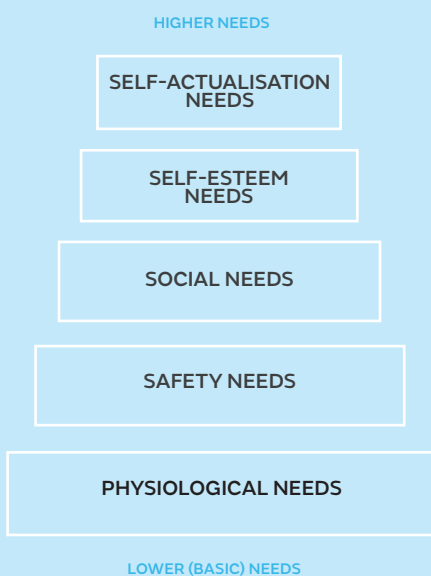 HIGHER NEEDS
SELF-ACTUALISATION
NEEDS
SELF-ESTEEM
NEEDS
SOCIAL NEEDS
SAFETY NEEDS
PHYSIOLOGICAL NEEDS
LOWER (BASIC) NEEDS